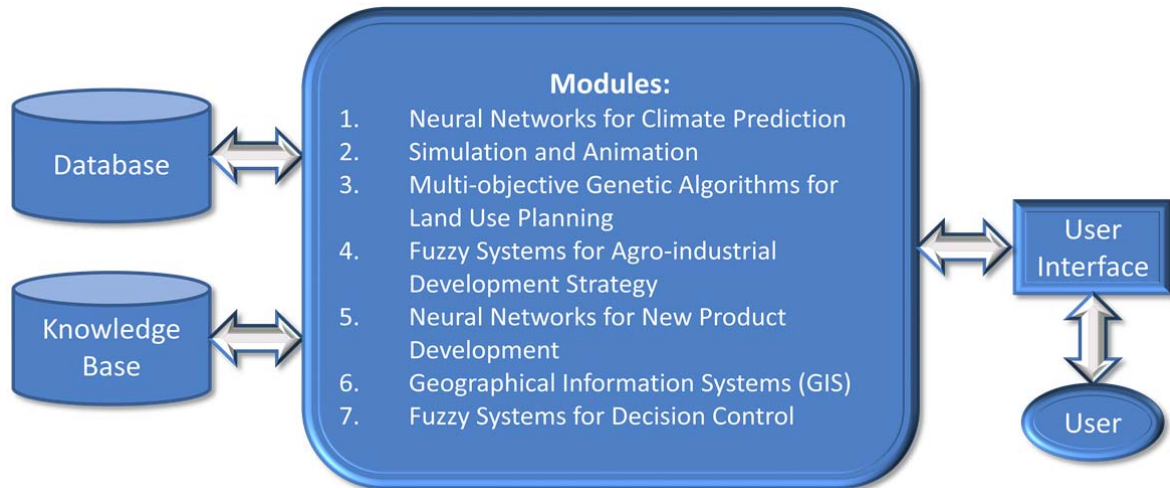 Database
Knowledge
Base
Modules:
1. Neural Networks for Climate Prediction
2. Simulation and Animation
3. Multi-objective Genetic Algorithms for
Land Use Planning
4. Fuzzy Systems for Agro-industrial
Development Strategy
5. Neural Networks for New Product
Development
6. Geographical Information Systems (GIS)
7. Fuzzy Systems for Decision Control
User
Interface
User